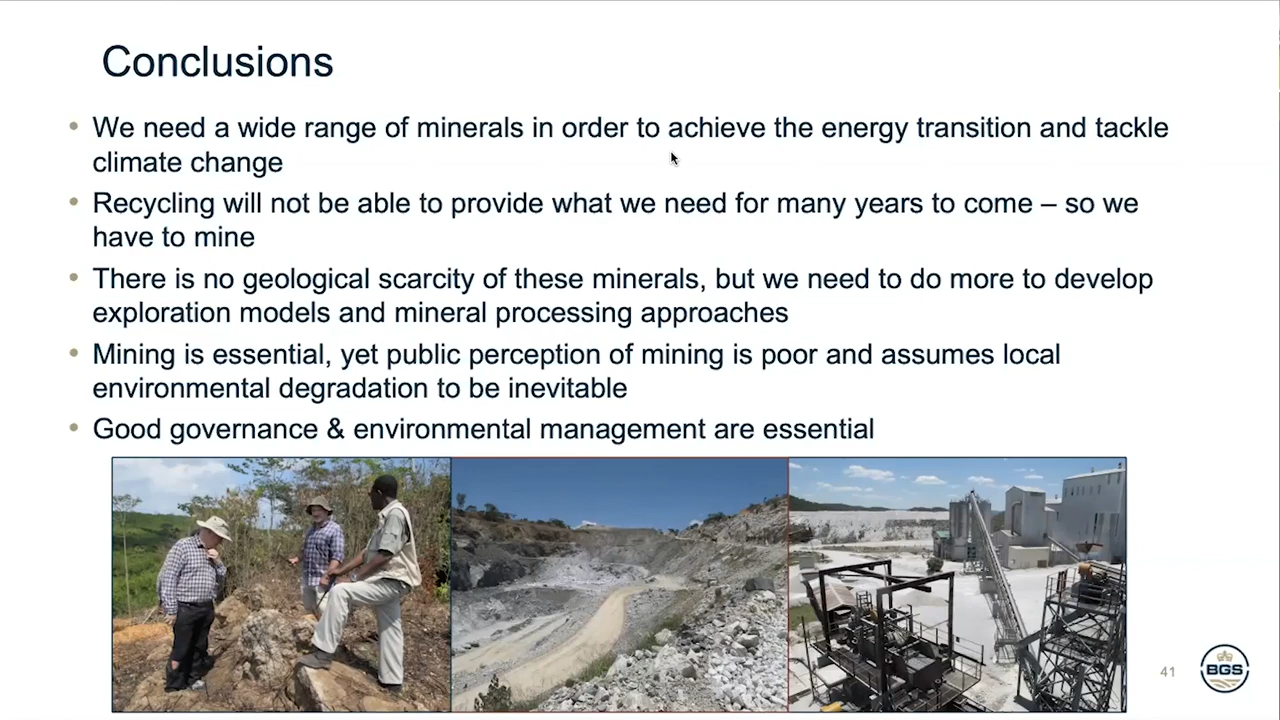 Conclusions
• We need a wide range of minerals in order to achieve the energy transition and tackle
climate change
• Recycling will not be able to provide what we need for many years to come – so we
have to mine
• There is no geological scarcity of these minerals, but we need to do more to develop
exploration models and mineral processing approaches
• Mining is essential, yet public perception of mining is poor and assumes local
environmental degradation to be inevitable
• Good governance & environmental management are essential
41
BGS